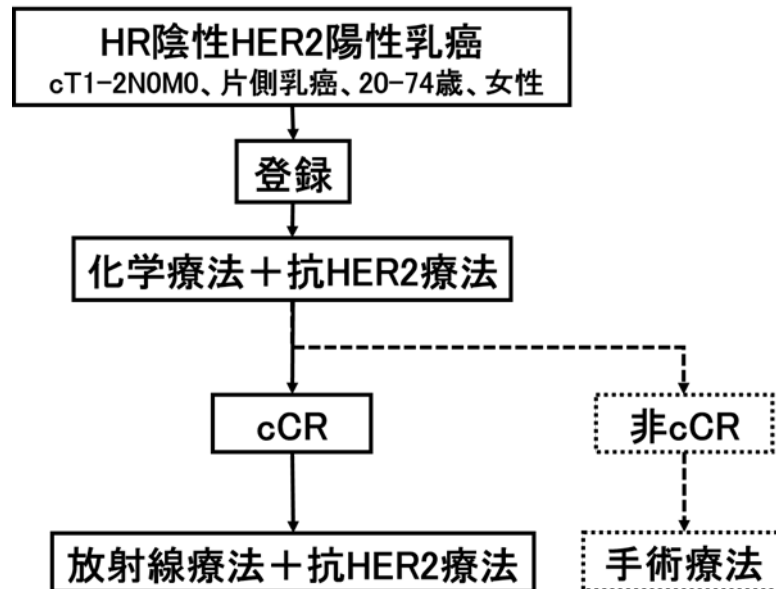 HR陰性HER2陽性乳癌
cT1-2N0M0、片側乳癌、20-74歳、女性
登録
化学療法+抗HER2療法
cCR
非cCR
放射線療法+抗HER2療法
手術療法